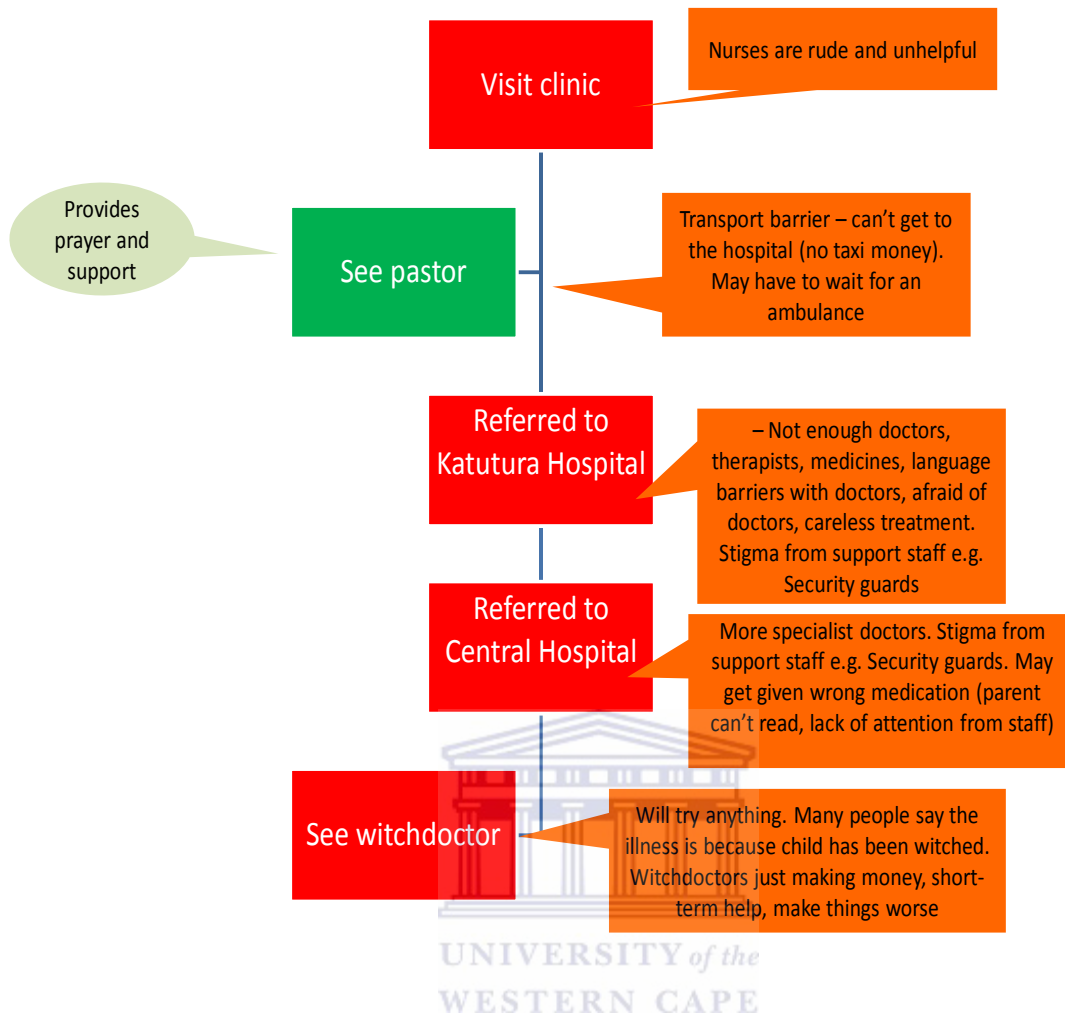 Visit clinic
Nurses are rude and unhelpful
Provides
prayer and
support
See pastor
Transport barrier – can’t get to
the hospital (no taxi money).
May have to wait for an
ambulance
Referred to
Katutura Hospital
– Not enough doctors,
therapists, medicines, language
barriers with doctors, afraid of
doctors, careless treatment.
Stigma from support staff e.g.
Security guards
Referred to
Central Hospital
More specialist doctors. Stigma from
support staff e.g. Security guards. May
get given wrong medication (parent
can’t read, lack of attention from staff)
See witchdoctor
Will try anything. Many people say the
illness is because child has been witched.
Witchdoctors just making money, short-
term help, make things worse
UNIVERSITY of the
WESTERN CAPE